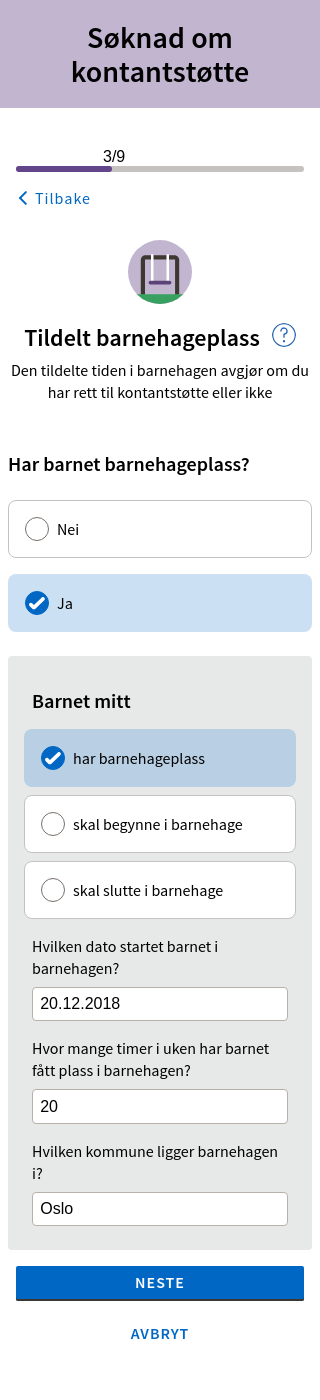 Søknad om
kontantstøtte
3/9
Tilbake
Tildelt barnehageplass ?
Den tildelte tiden i barnehagen avgjør om du
har rett til kontantstøtte eller ikke
Har barnet barnehageplass?
Nei
Ja
Barnet mitt
har barnehageplass
skal begynne i barnehage
skal slutte i barnehage
Hvilken dato startet barnet i
barnehagen?
20.12.2018
Hvor mange timer i uken har barnet
fått plass i barnehagen?
20
Hvilken kommune ligger barnehagen
i?
Oslo
NESTE
AVBRYT